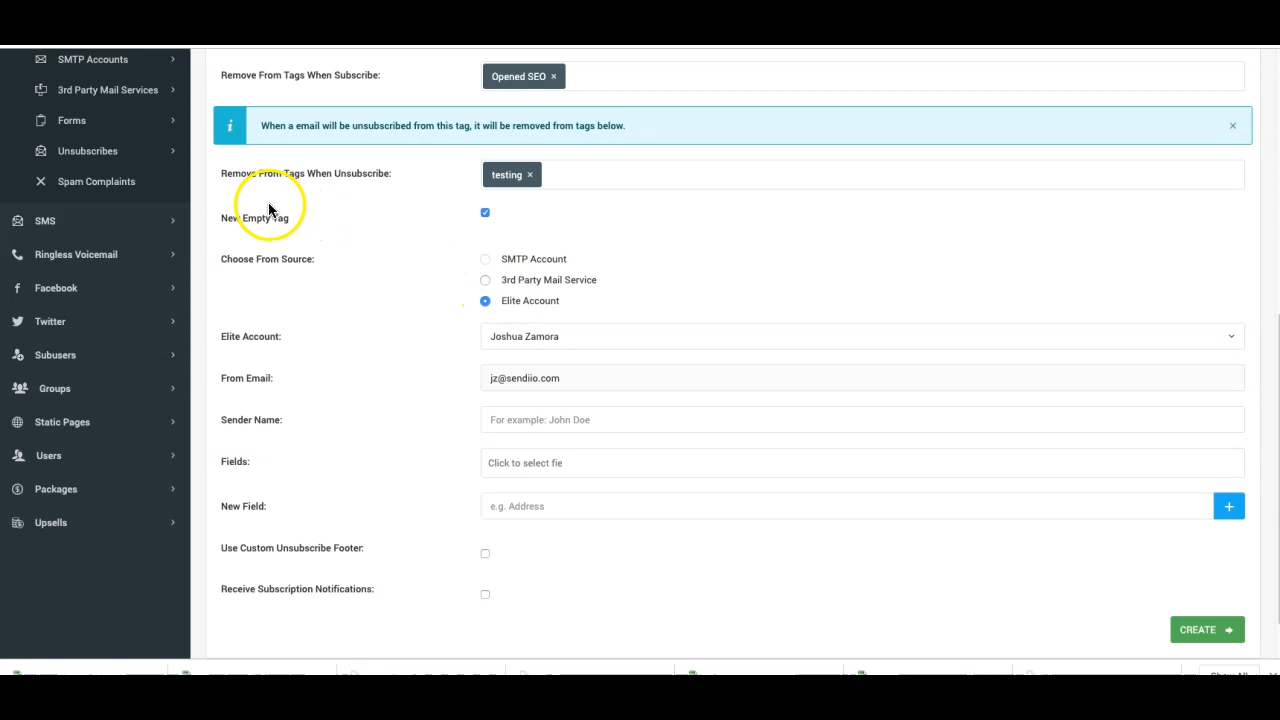 SMTP Accounts
3rd Party Mail Services
Forms
Unsubscribes
Spam Complaints
SMS
Ringless Voicemail
Facebook
Twitter
Subusers
Groups
Static Pages
Users
Packages
Upsells
Remove From Tags When Subscribe:
Opened SEO ×
When a email will be unsubscribed from this tag, it will be removed from tags below.
Remove From Tags When Unsubscribe:
testing ×
New Empty Tag
Choose From Source:
SMTP Account
3rd Party Mail Service
Elite Account
Elite Account:
Joshua Zamora
From Email:
jz@sendiio.com
Sender Name:
For example: John Doe
Fields:
Click to select fie
New Field:
e.g. Address
Use Custom Unsubscribe Footer:
Receive Subscription Notifications:
CREATE